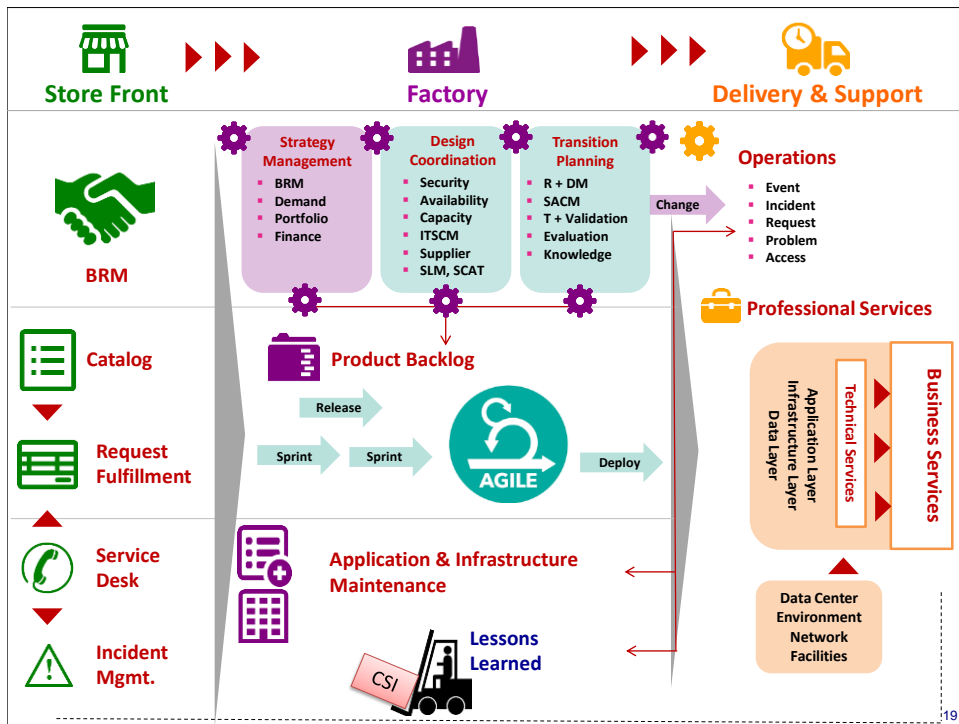 Store Front
Factory
Delivery & Support
BRM
Strategy
Management
BRM
Demand
Portfolio
Finance
Design
Coordination
Security
Availability
Capacity
ITSCM
Supplier
SLM, SCAT
Transition
Planning
R + DM
SACM
T + Validation
Evaluation
Knowledge
Change
Operations
Event
Incident
Request
Problem
Access
Catalog
Request
Fulfillment
Product Backlog
Release
Sprint
Sprint
AGILE
Deploy
Professional Services
Business Services
Technical Services
Application Layer
Infrastructure Layer
Data Layer
Service
Desk
Incident
Mgmt.
Application & Infrastructure
Maintenance
Lessons
Learned
CSI
Data Center
Environment
Network
Facilities
19